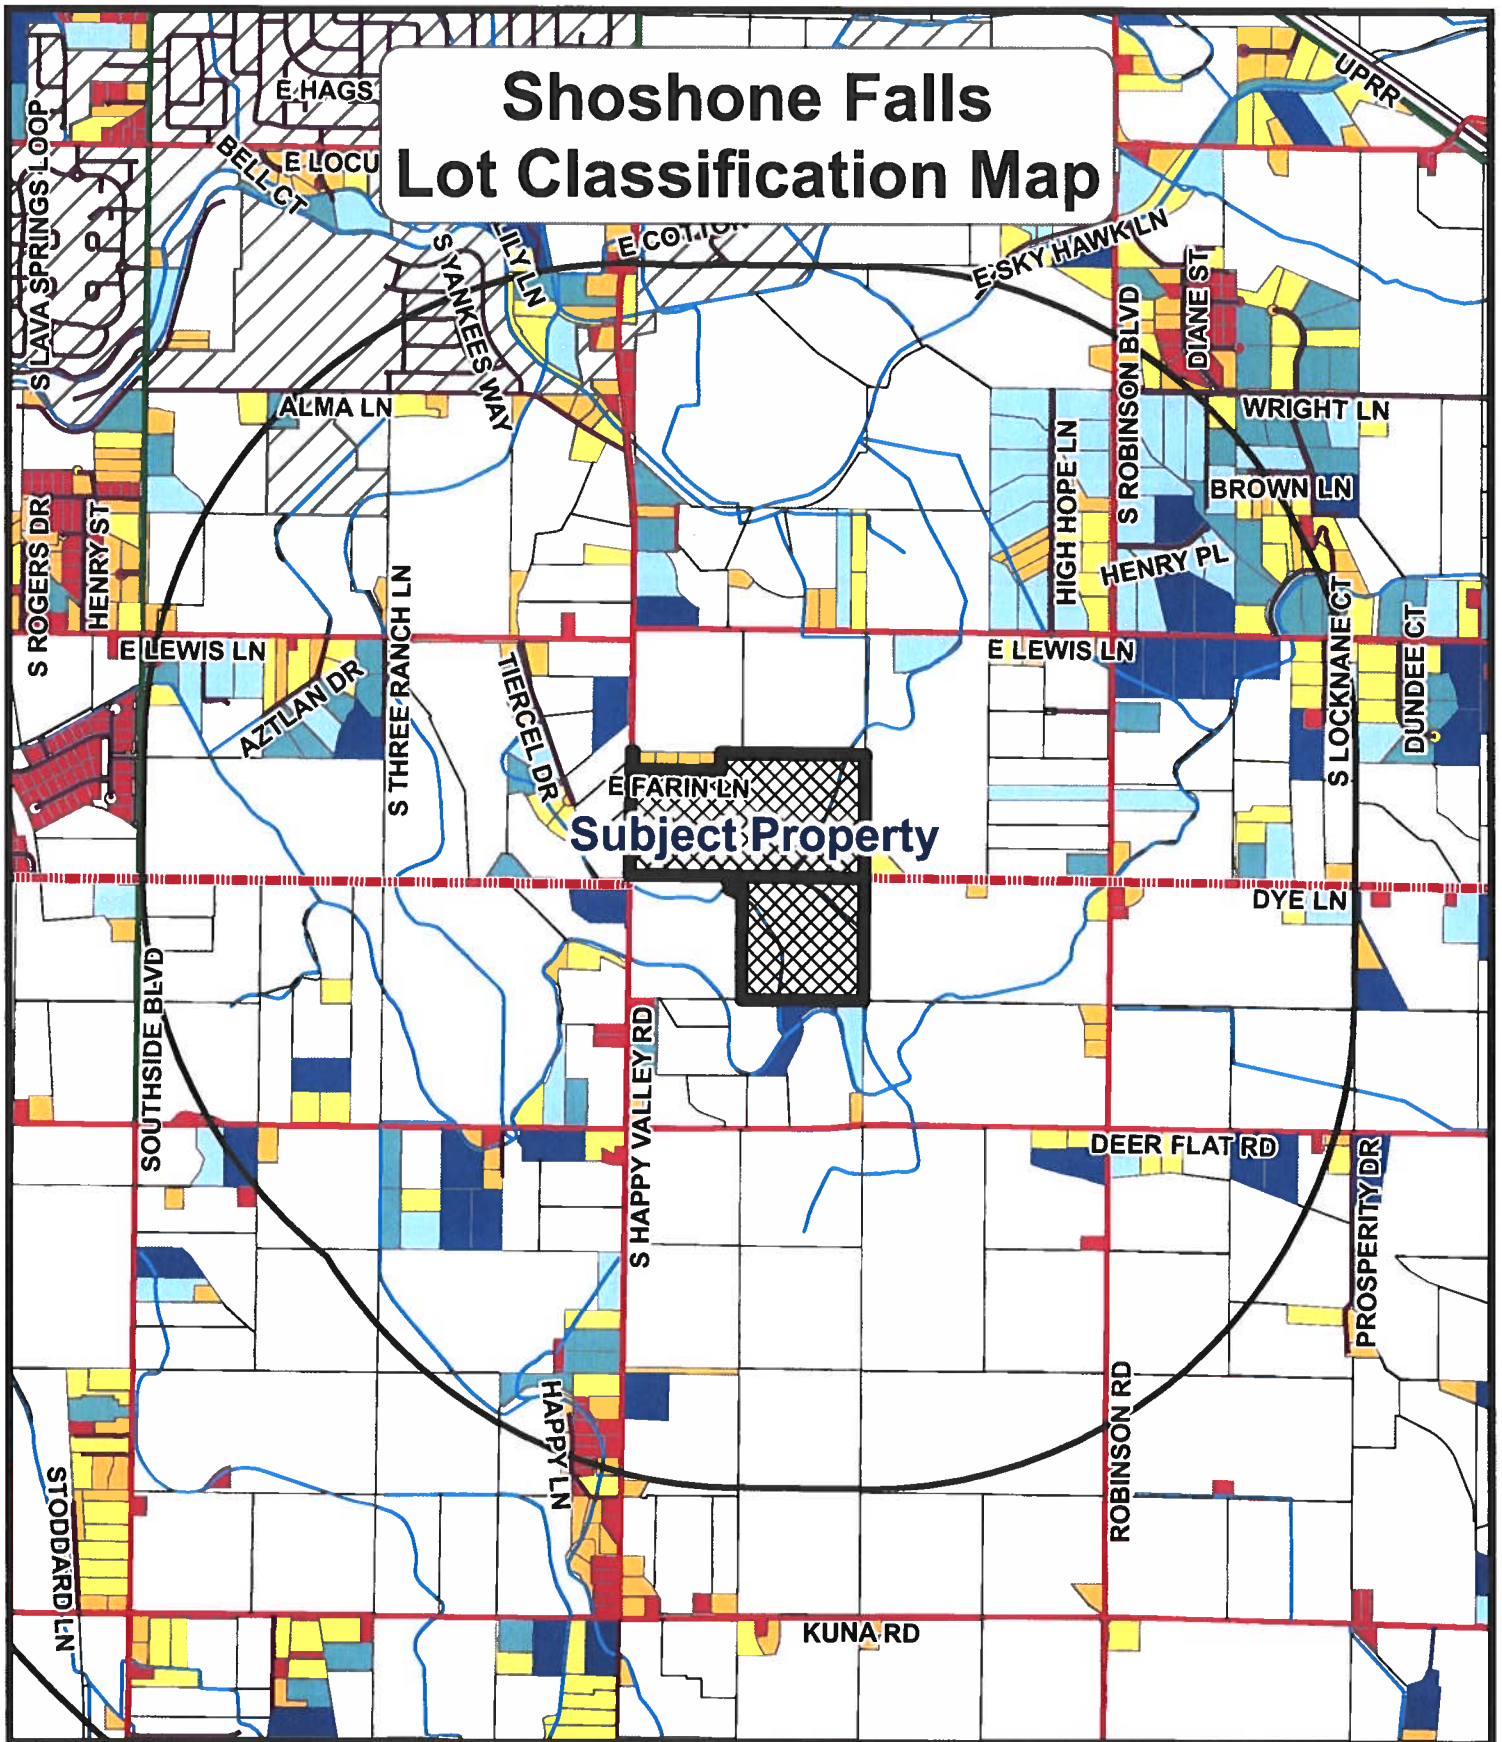 Shoshone Falls
Lot Classification Map
E HAGS
UPRR
BELL CT
E LOCU
S LAVA SPRINGS LOOP
S YANKEES WAY
LILY LN
E SKY HAWK LN
DIANE ST
S ROBINSON BLVD
ALMA LN
WRIGHT LN
HIGH HOPE LN
BROWN LN
S ROGERS DR
HENRY ST
HENRY PL
S THREE RANCH LN
S LOCKNANE CT
DUNDEE CT
E LEWIS LN
E LEWIS LN
AZTLAN DR
TIERCEL DR
E FARIN LN
Subject Property
DYE LN
SOUTHSIDE BLVD
S HAPPY VALLEY RD
DEER FLAT RD
PROSPERITY DR
HAPPY LN
ROBINSON RD
STODDARD LN
KUNA RD